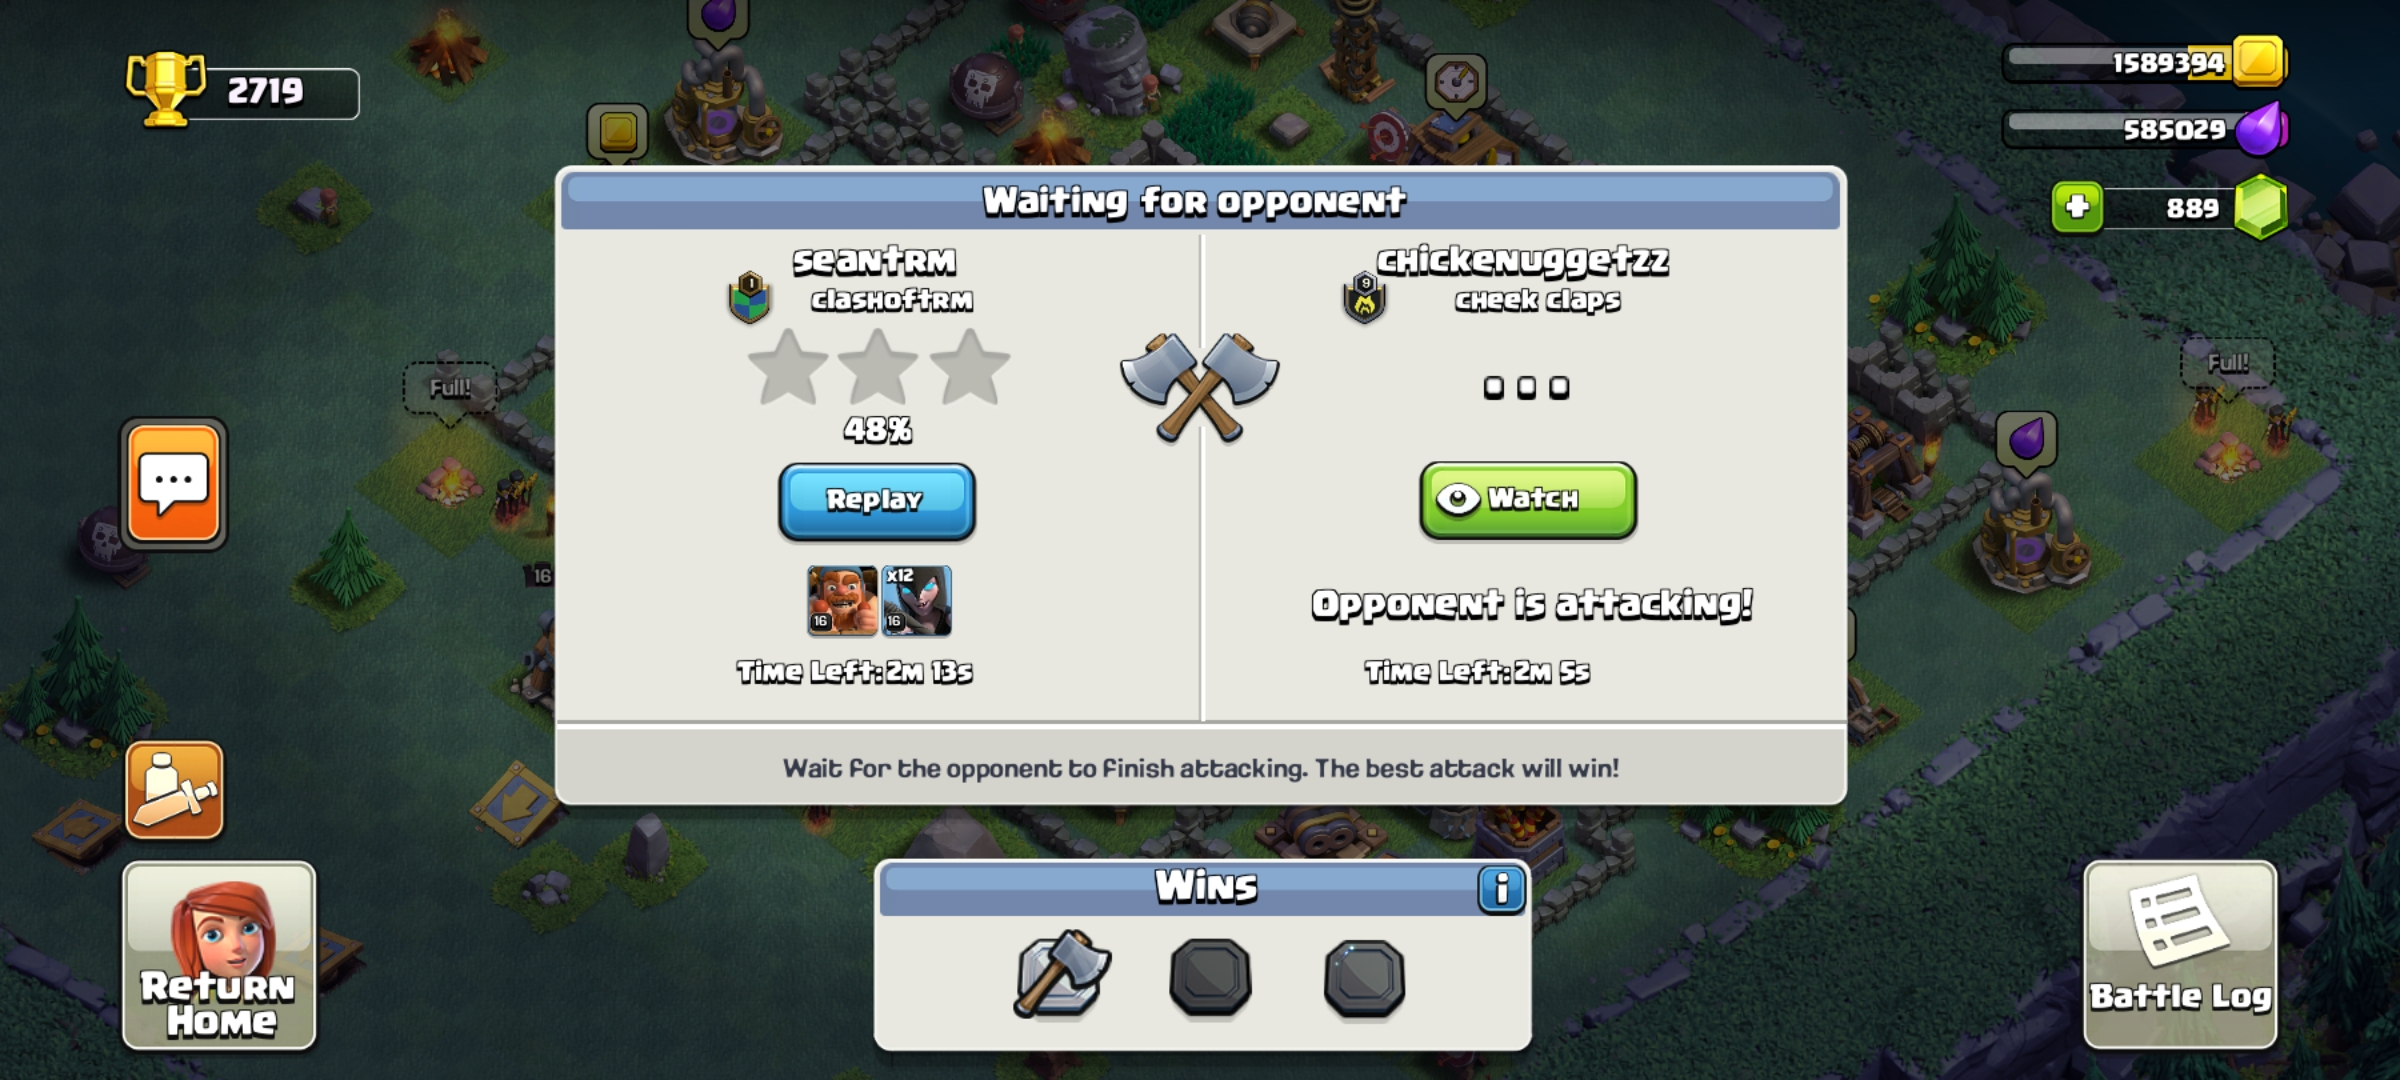 2719
1589394
585029
889
Waiting for opponent
seantrm
1
clashoftrm
48%
Replay
x12
16
16
Time Left:2m 13s
chickenuggetzz
9
cheek claps
Watch
Opponent is attacking!
Time Left:2m 5s
Wait for the opponent to finish attacking. The best attack will win!
Full!
Full!
16
Wins
i
Return
Home
Battle Log